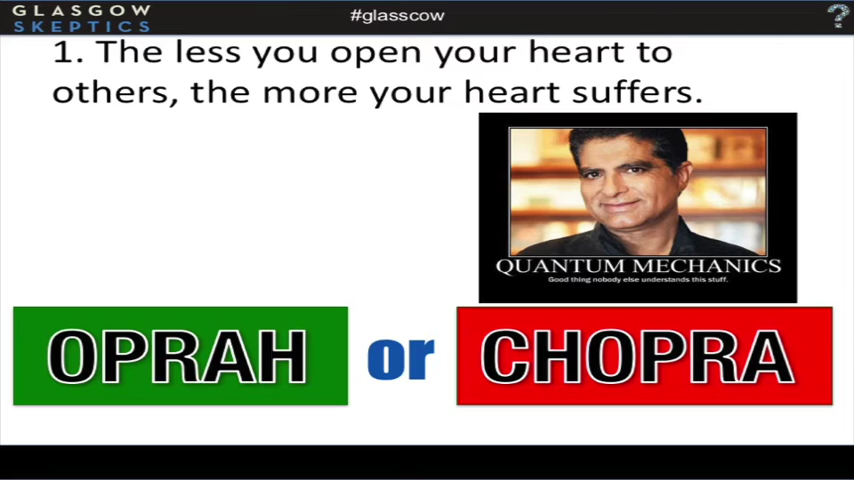 GLASGOW
SKEPTICS
#glasscow
?
1. The less you open your heart to
others, the more your heart suffers.
QUANTUM MECHANICS
Good thing nobody else understands this stuff.
OPRAH or CHOPRA